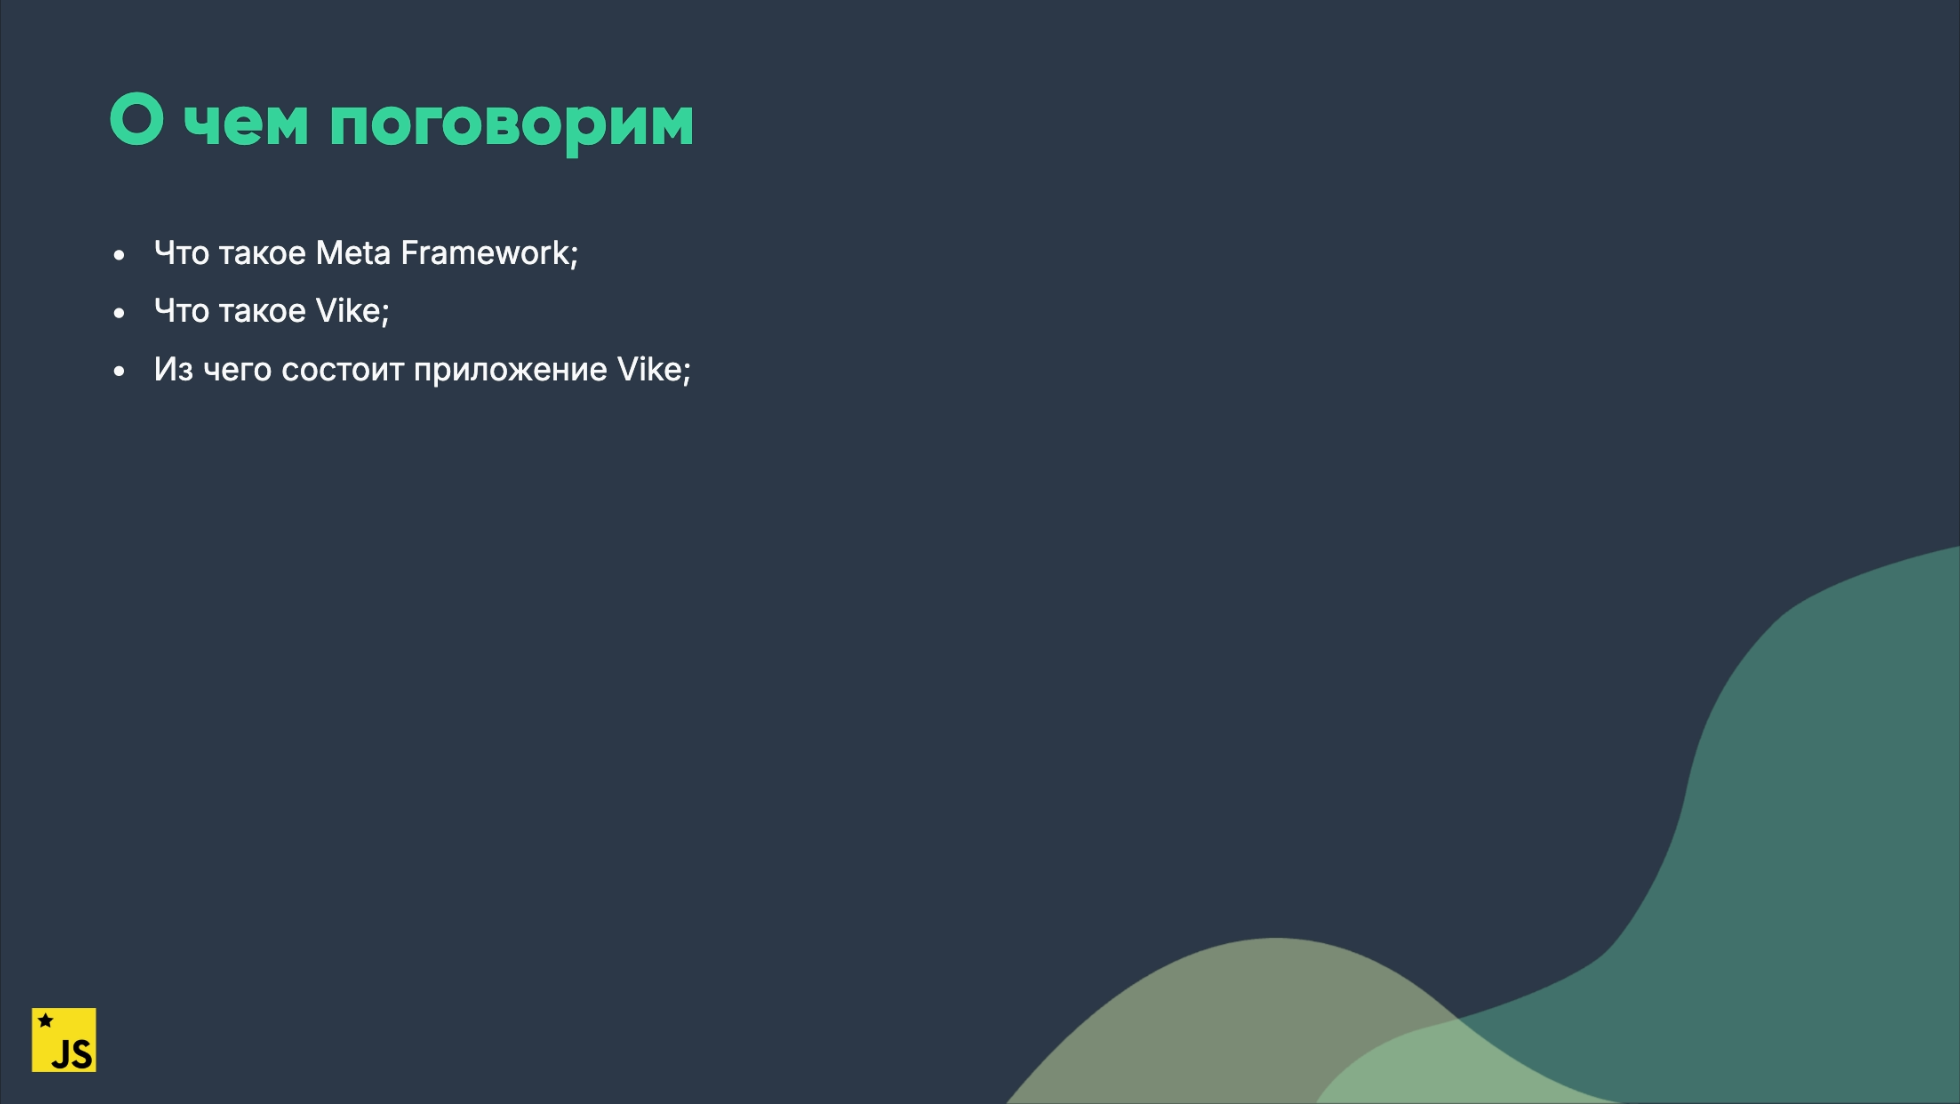 О чем поговорим
• Что такое Meta Framework;
• Что такое Vike;
• Из чего состоит приложение Vike;
JS